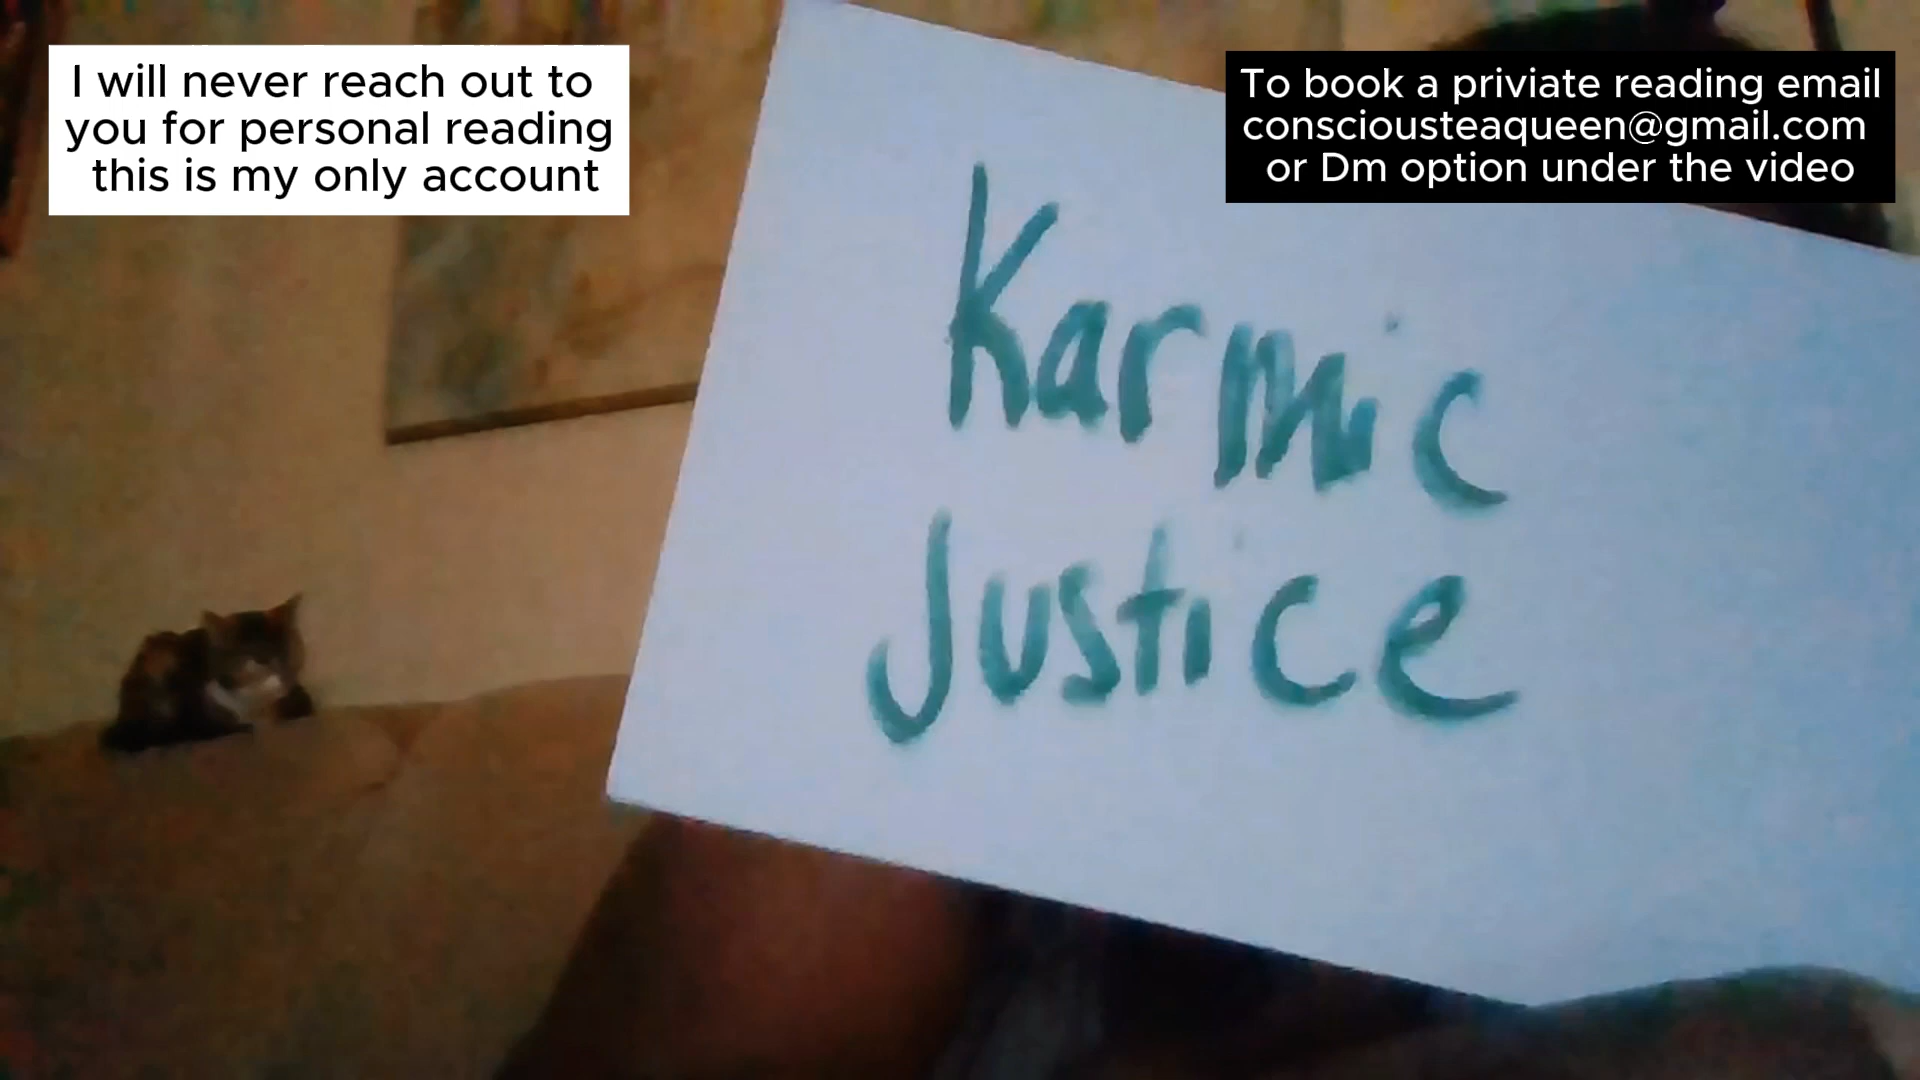 I will never reach out to
you for personal reading
this is my only account
To book a priviate reading email
consciousteaqueen@gmail.com
or Dm option under the video
Karmic
Justice